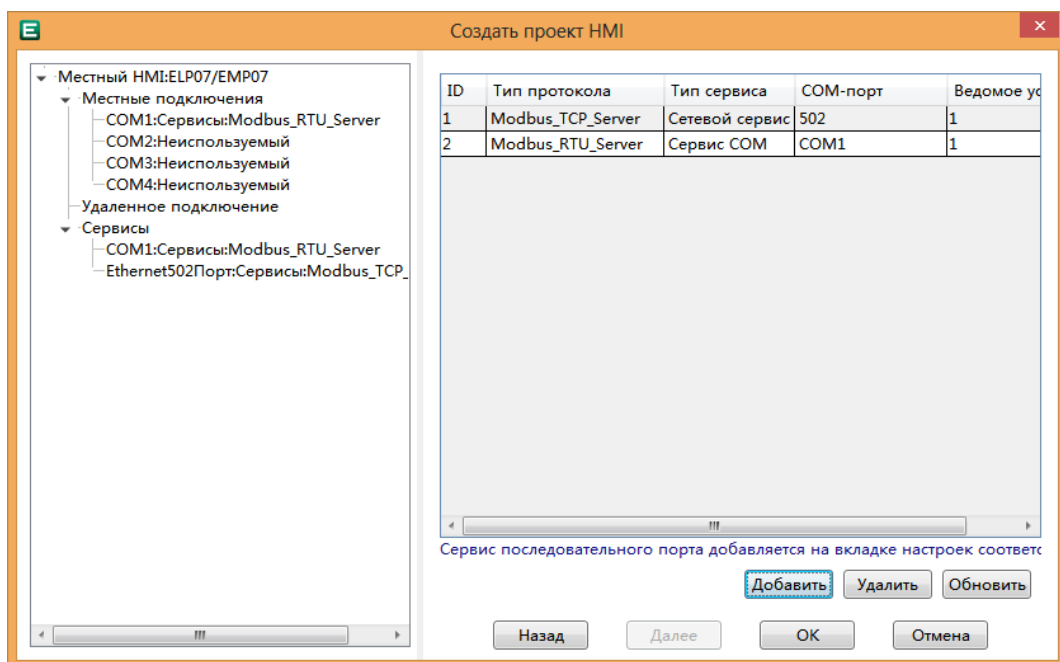 E Создать проект HMI ×
Местный HMI:ELP07/EMP07
Местные подключения
COM1:Сервисы:Modbus_RTU_Server
COM2:Неиспользуемый
COM3:Неиспользуемый
COM4:Неиспользуемый
Удаленное подключение
Сервисы
COM1:Сервисы:Modbus_RTU_Server
Ethernet502Порт:Сервисы:Modbus_TCP_
ID Тип протокола Тип сервиса COM-порт Ведомое ус
1 Modbus_TCP_Server Сетевой сервис 502 1
2 Modbus_RTU_Server Сервис COM COM1 1
Сервис последовательного порта добавляется на вкладке настроек соответс
Добавить Удалить Обновить
Назад Далее OK Отмена